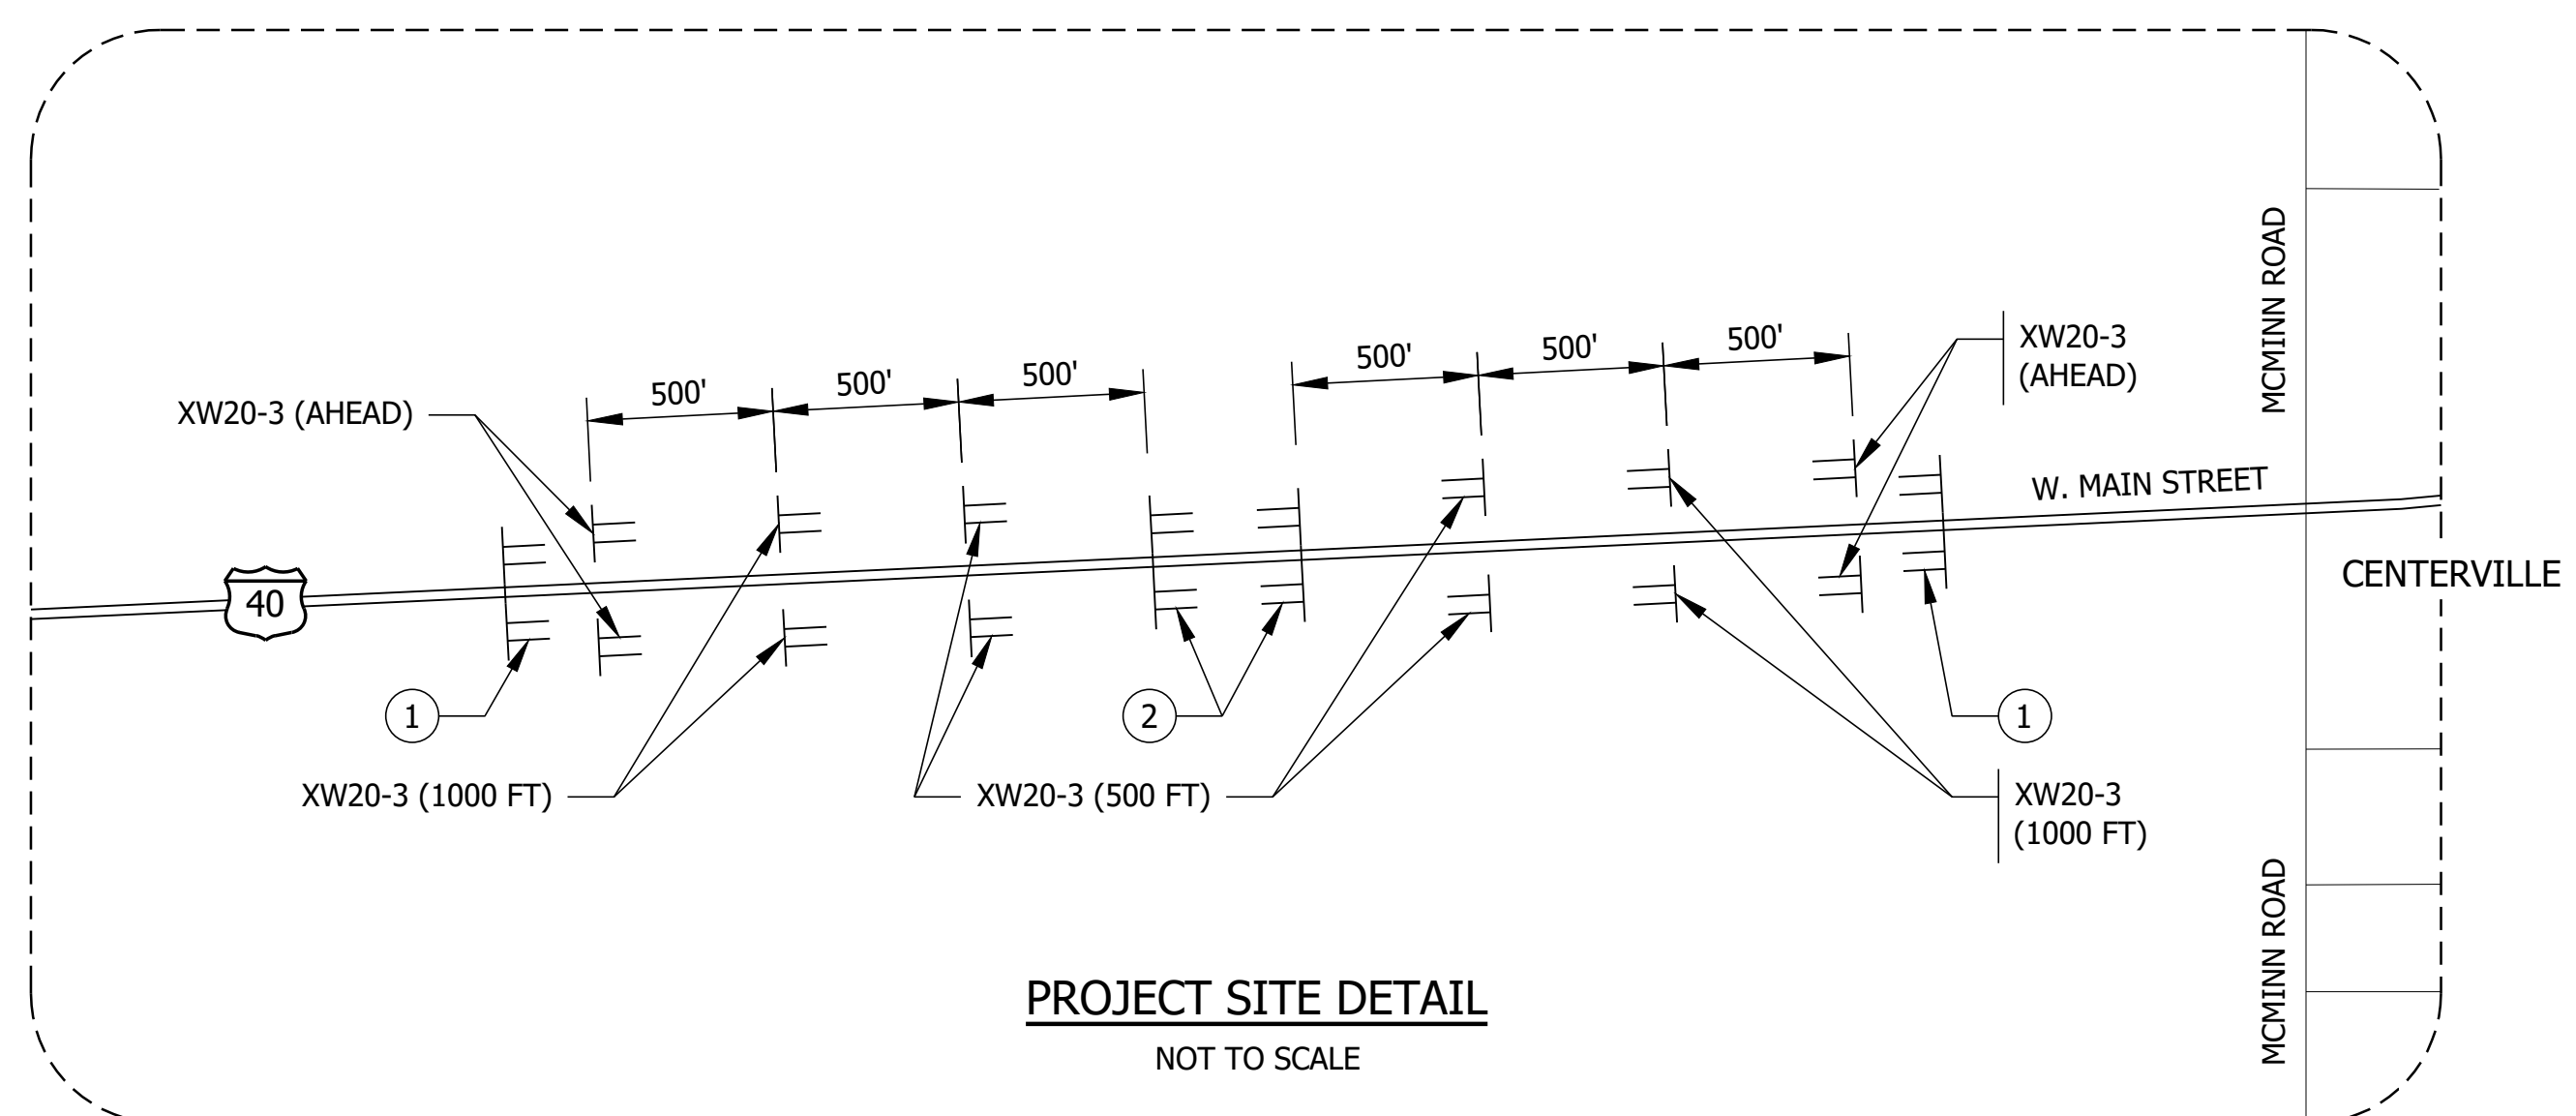 MCMINN ROAD
XW20-3
(AHEAD)
500'
500'
500'
500'
500'
500'
XW20-3 (AHEAD)
W. MAIN STREET
CENTERVILLE
40
1
2
1
XW20-3 (1000 FT)
XW20-3 (500 FT)
XW20-3
(1000 FT)
MCMINN ROAD
PROJECT SITE DETAIL
NOT TO SCALE